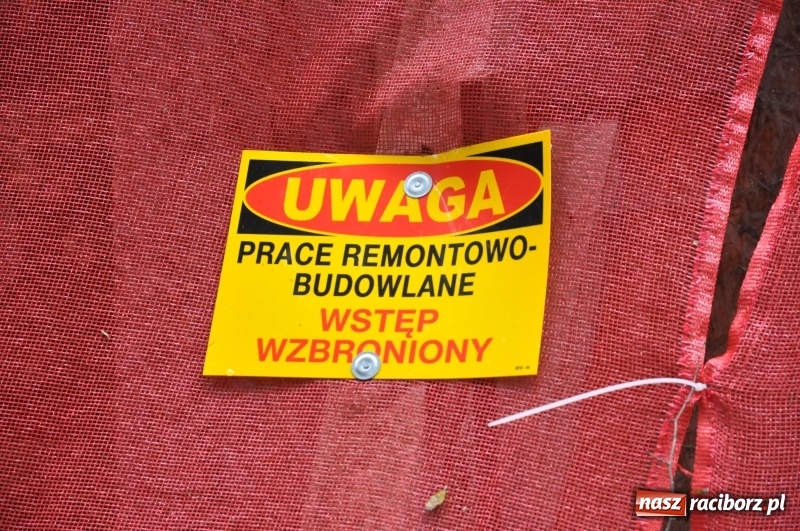 UWAGA
PRACE REMONTOWO-
BUDOWLANE
WSTĘP
WZBRONIONY
nasz raciborz.pl